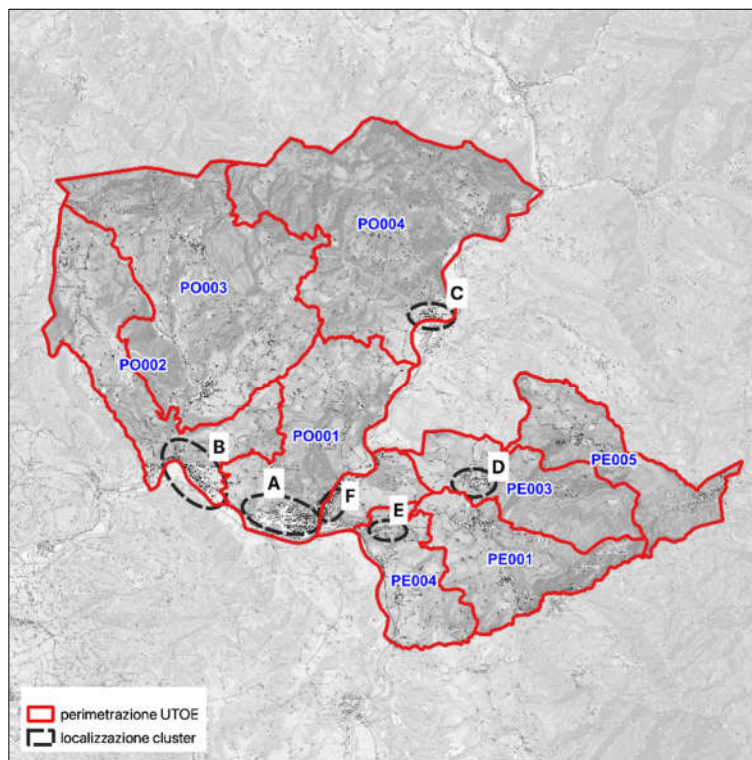 PO004
PO003
C
PO002
PO001
B
A
F
D
PE005
PE003
E
PE001
PE004
perimetrazione UTOE
localizzazione cluster